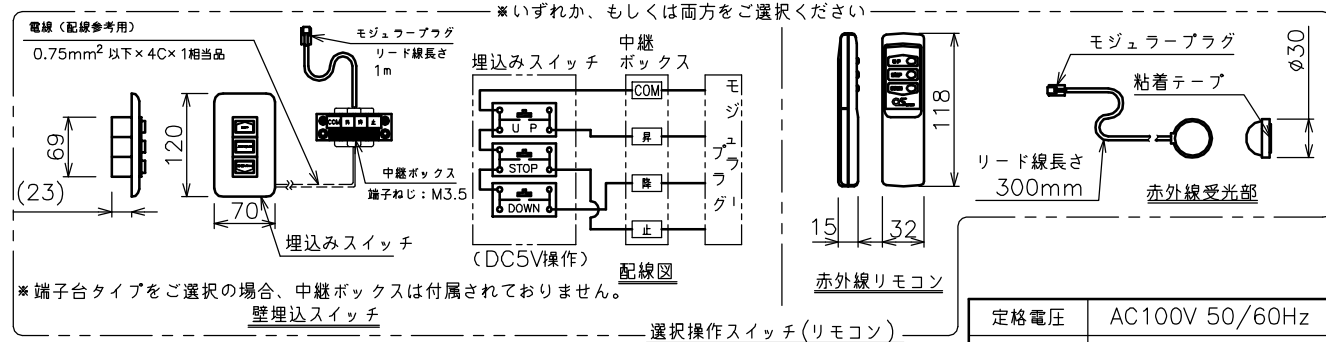 ※いずれか、もしくは両方をご選択ください
電線（配線参考用）
0.75mm² 以下×4C×1相当品
モジュラープラグ
リード線長さ
1m
69
(23)
120
70
COM 昇 降 止
中継ボックス
端子ねじ：M3.5
埋込みスイッチ
埋込みスイッチ
中継
ボックス
UP
STOP
DOWN
COM
昇
降
止
モジュラープラグ
(DC5V操作)
配線図
※端子台タイプをご選択の場合、中継ボックスは付属されておりません。
壁埋込スイッチ
118
15
32
赤外線リモコン
モジュラープラグ
粘着テープ
ø30
リード線長さ
300mm
赤外線受光部
選択操作スイッチ(リモコン)
定格電圧 AC100V 50/60Hz